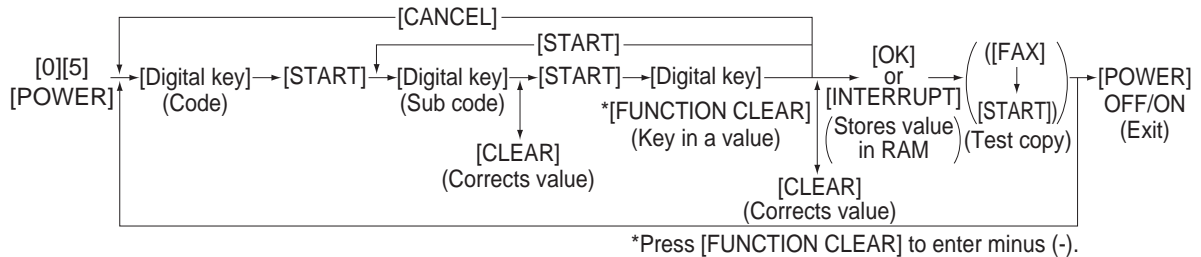 [CANCEL]
[START]
[0][5]
[POWER]
[Digital key]
(Code)
[START]
[Digital key]
(Sub code)
[CLEAR]
(Corrects value)
[START]
[Digital key]
*[FUNCTION CLEAR]
(Key in a value)
[CLEAR]
(Corrects value)
[OK]
or
[INTERRUPT]
(Stores value
in RAM)
([FAX]
[START])
(Test copy)
[POWER]
OFF/ON
(Exit)
*Press [FUNCTION CLEAR] to enter minus (-).